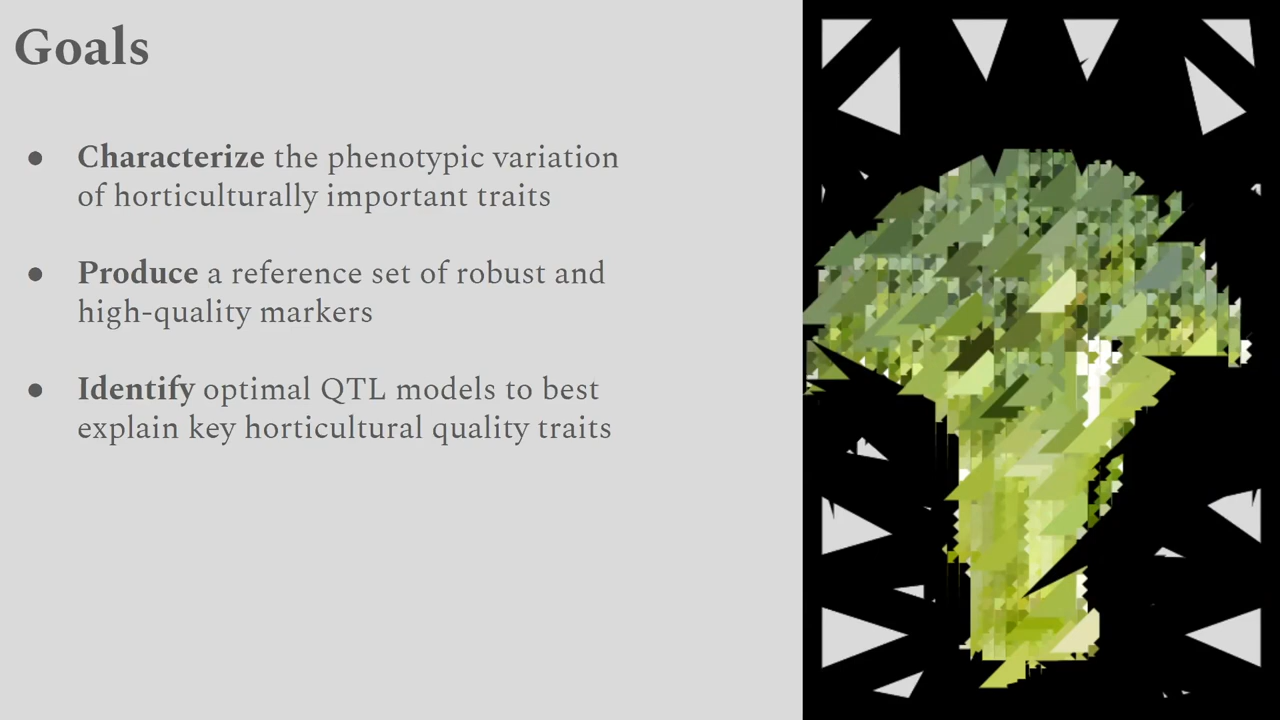 Goals
● Characterize the phenotypic variation
of horticulturally important traits
● Produce a reference set of robust and
high-quality markers
● Identify optimal QTL models to best
explain key horticultural quality traits